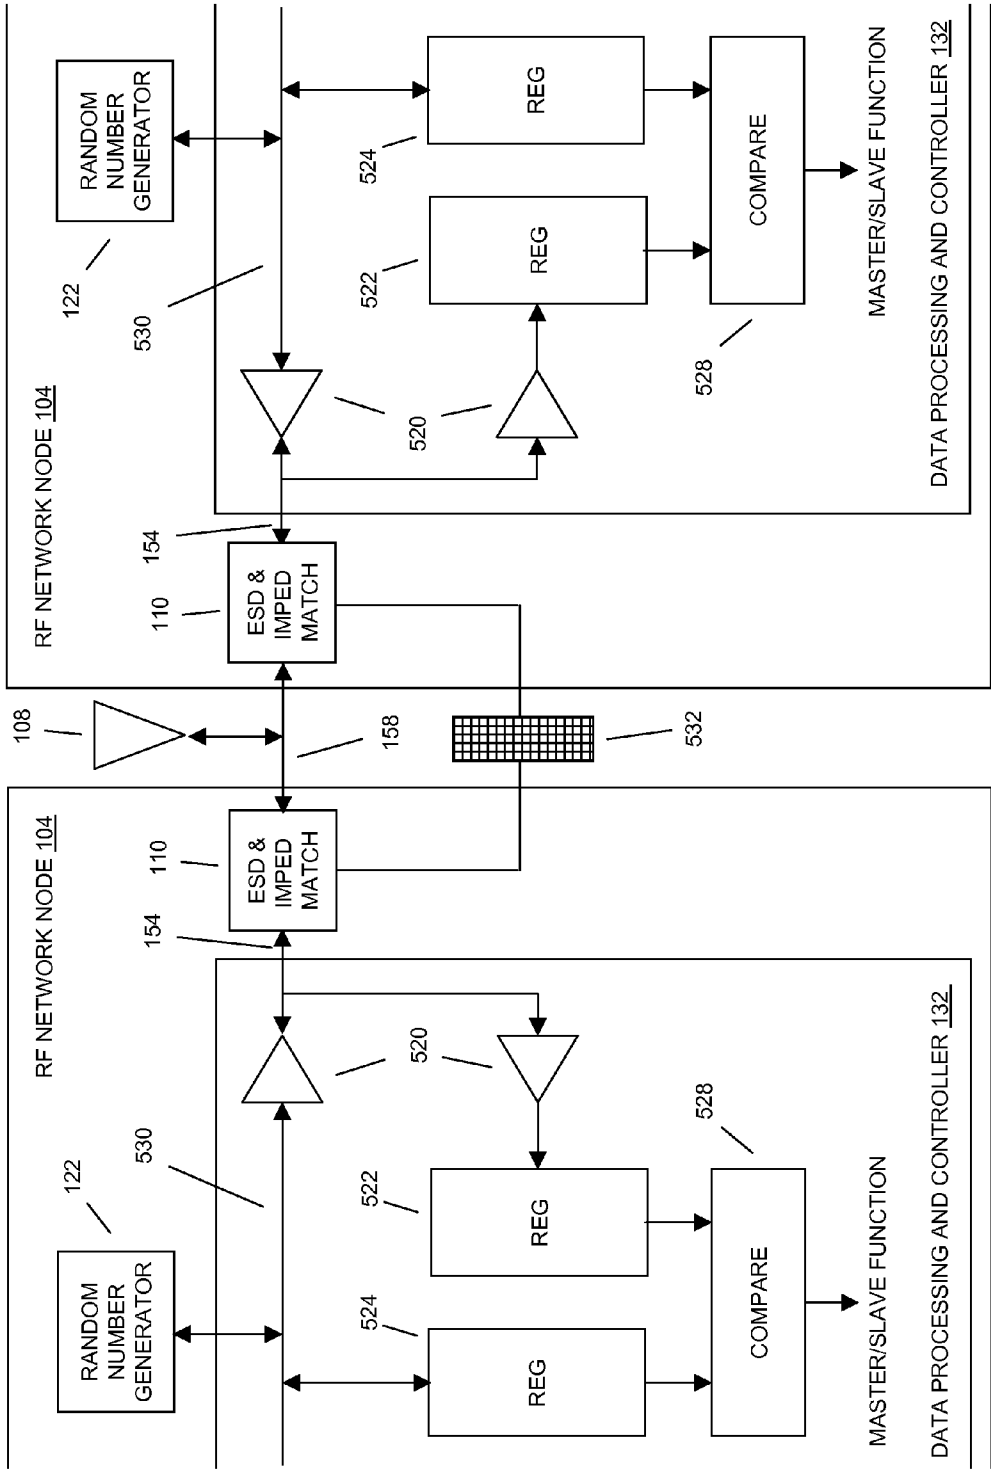 RF NETWORK NODE 104
RANDOM
NUMBER
GENERATOR
122
530
154
110
ESD &
IMPED
MATCH
520
524
REG
522
REG
COMPARE
528
MASTER/SLAVE FUNCTION
DATA PROCESSING AND CONTROLLER 132
108
158
532
RF NETWORK NODE 104
RANDOM
NUMBER
GENERATOR
122
530
154
110
ESD &
IMPED
MATCH
520
522
REG
524
REG
COMPARE
528
MASTER/SLAVE FUNCTION
DATA PROCESSING AND CONTROLLER 132